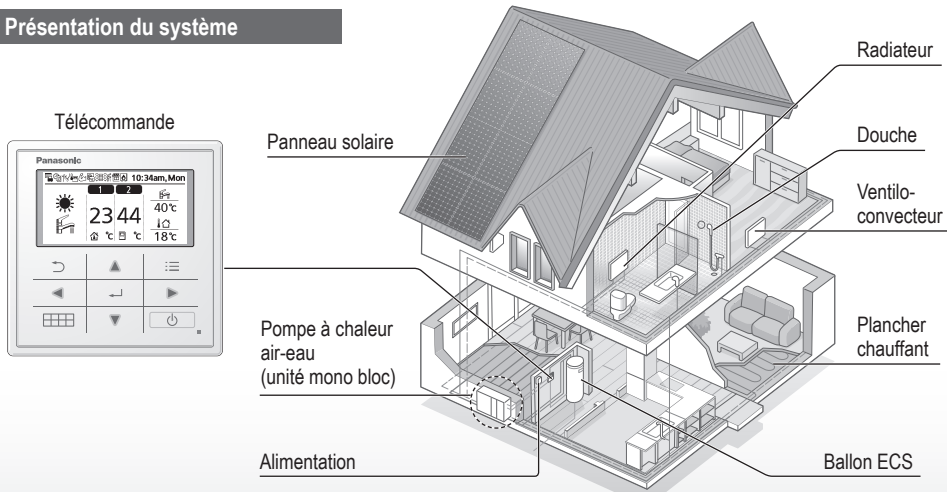 Présentation du système
Télécommande
Panasonic
10:34am, Mon
1 2
23 44
°C °C
40°C
18°C
Panneau solaire
Radiateur
Douche
Ventilo-
convecteur
Pompe à chaleur
air-eau
(unité mono bloc)
Plancher
chauffant
Alimentation
Ballon ECS